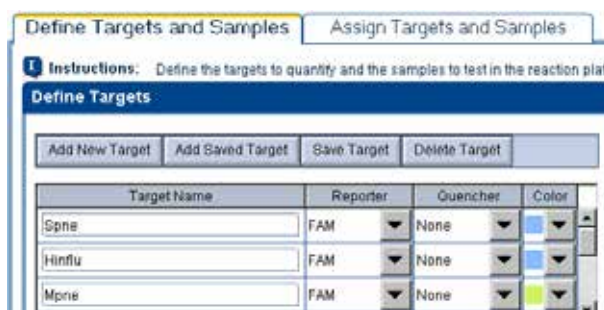 Define Targets and Samples Assign Targets and Samples
Instructions: Define the targets to quantify and the samples to test in the reaction plat
Define Targets
Add New Target Add Saved Target Save Target Delete Target
Target Name Reporter Quencher Color
Spne FAM None
Hinflu FAM None
Mpne FAM None